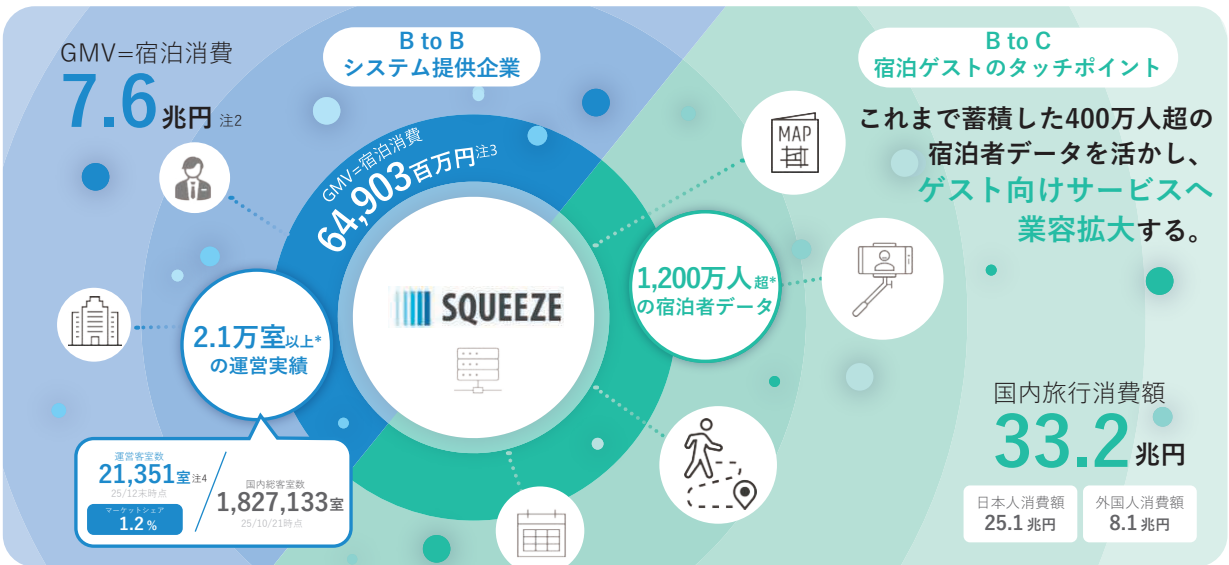 GMV=宿泊消費
7.6兆円 注2
B to B
システム提供企業
GMV=宿泊消費
64,903百万円注3
SQUEEZE
2.1万室以上*
の運営実績
運営客室数
21,351室注4
25/12末時点
マーケットシェア
1.2%
国内総客室数
1,827,133室
25/10/21時点
B to C
宿泊ゲストのタッチポイント
MAP
これまで蓄積した400万人超の
宿泊者データを活かし、
ゲスト向けサービスへ
業容拡大する。
1,200万人超*
の宿泊者データ
国内旅行消費額
33.2兆円
日本人消費額
25.1兆円
外国人消費額
8.1兆円